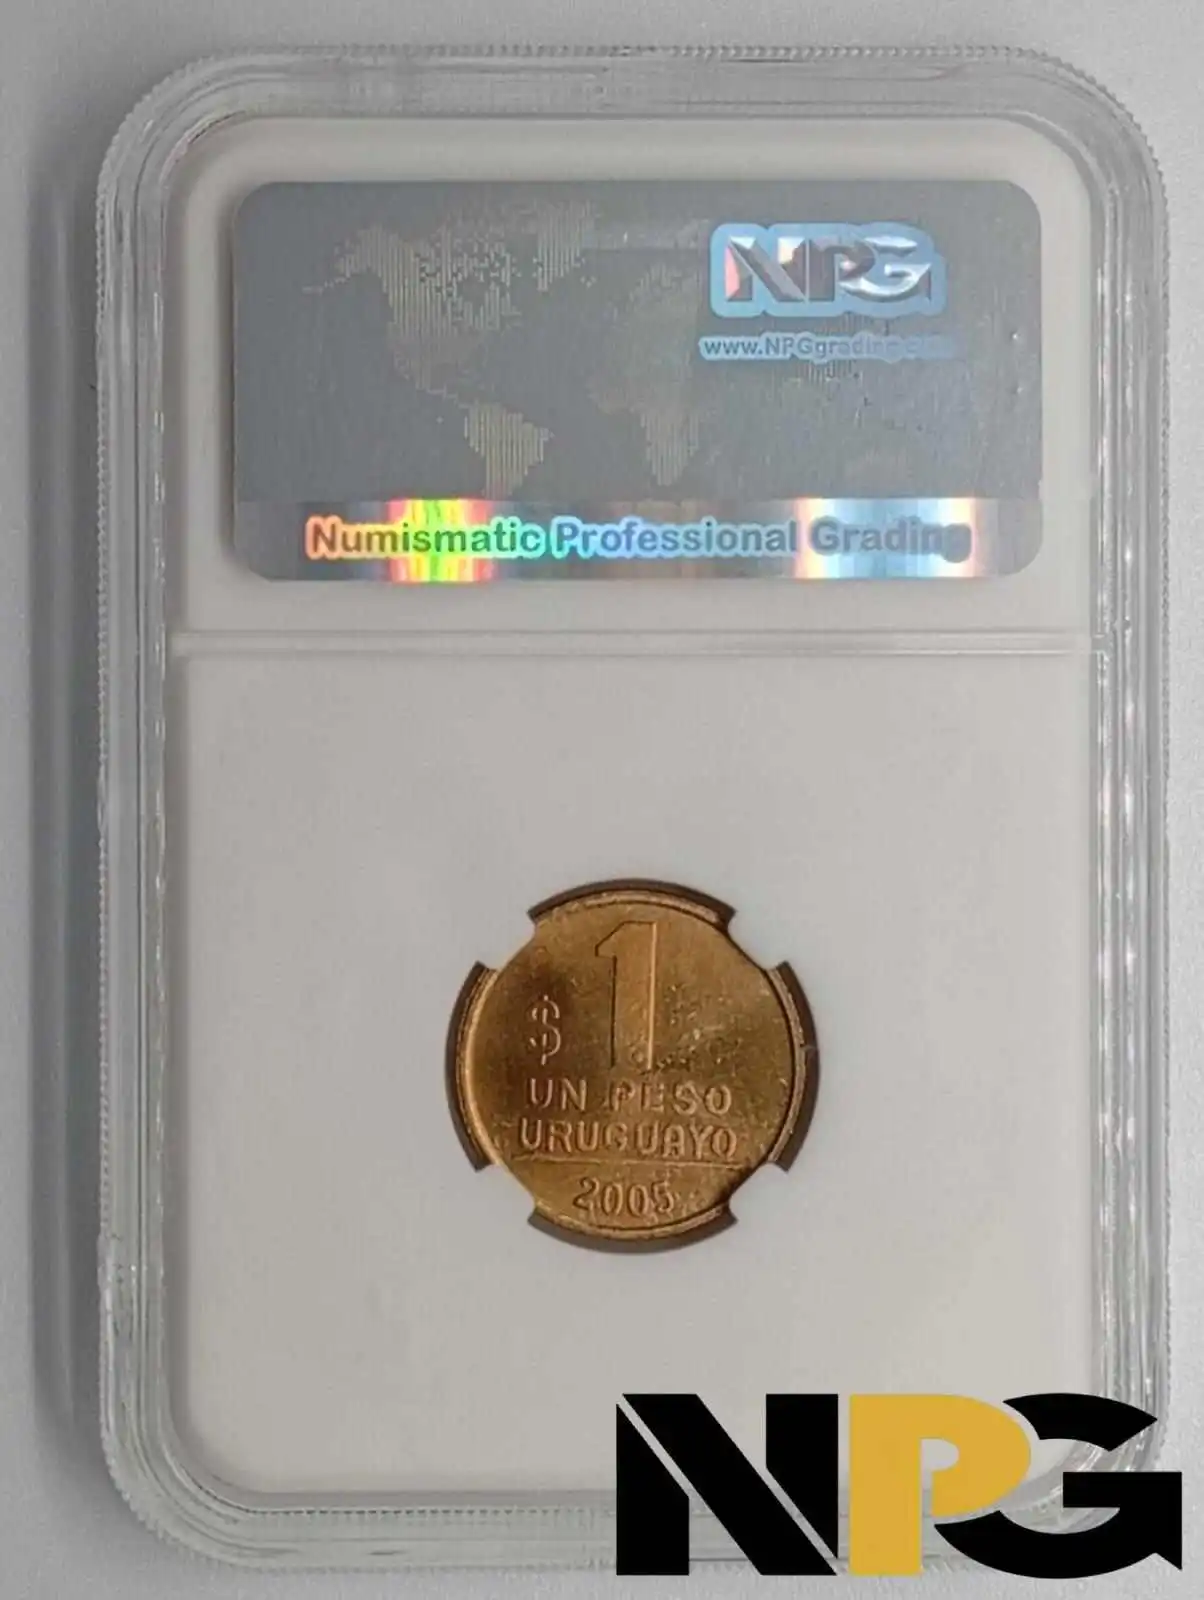 NPG
www.NPGgrading.com
Numismatic Professional Grading
$ 1
UN PESO
URUGUAYO
2005
NPG